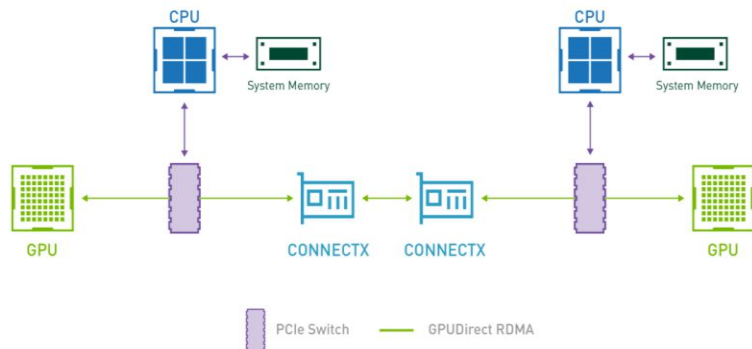 CPU
CPU
System Memory
System Memory
GPU
CONNECTX
CONNECTX
GPU
PCIe Switch
GPUDirect RDMA